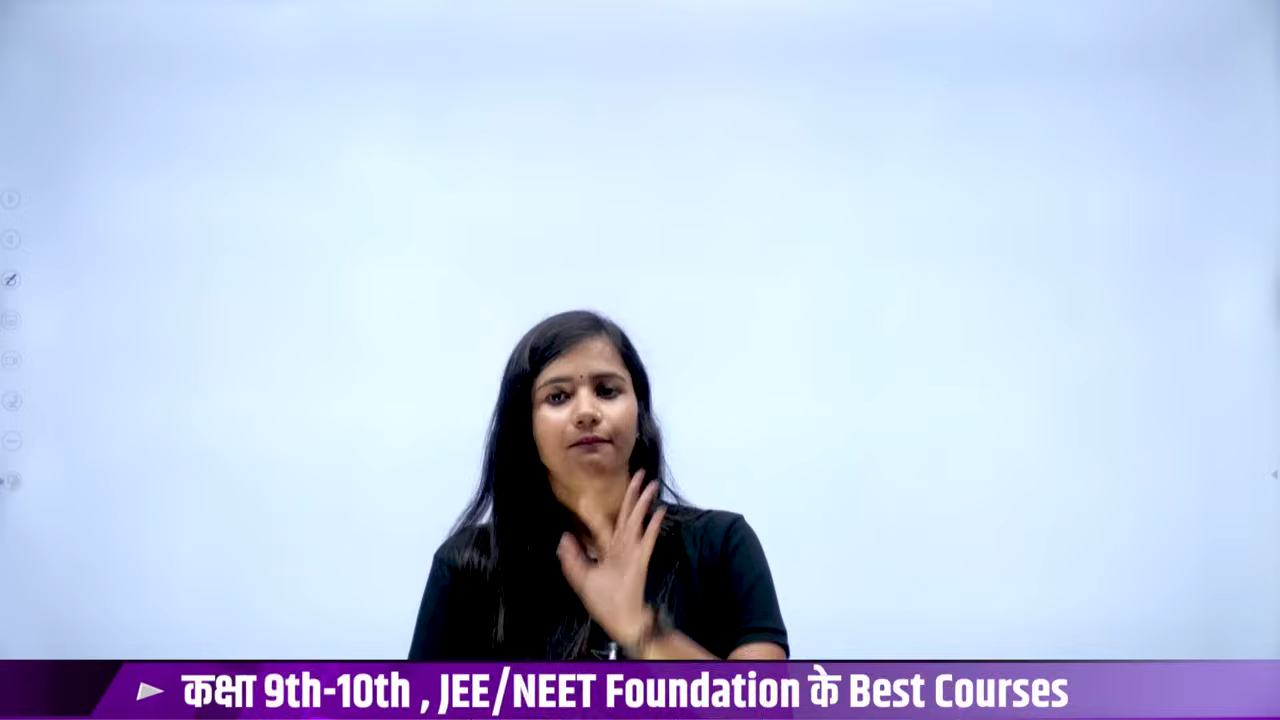 कक्षा 9th-10th , JEE/NEET Foundation के Best Courses